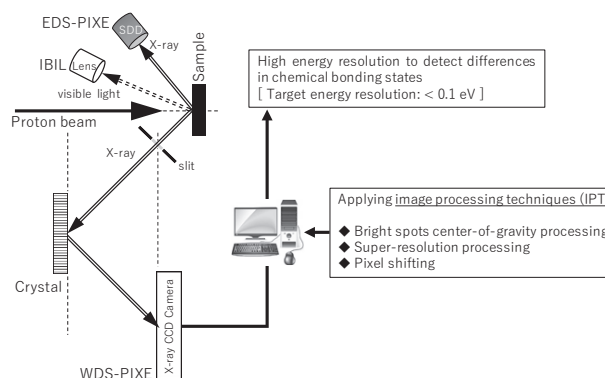 EDS-PIXE
SDD
X-ray
Sample
IBIL
Lens
visible light
Proton beam
X-ray
slit
Crystal
WDS-PIXE
X-ray CCD Camera
High energy resolution to detect differences
in chemical bonding states
[ Target energy resolution: < 0.1 eV ]
Applying image processing techniques (IPT
◆ Bright spots center-of-gravity processing
◆ Super-resolution processing
◆ Pixel shifting